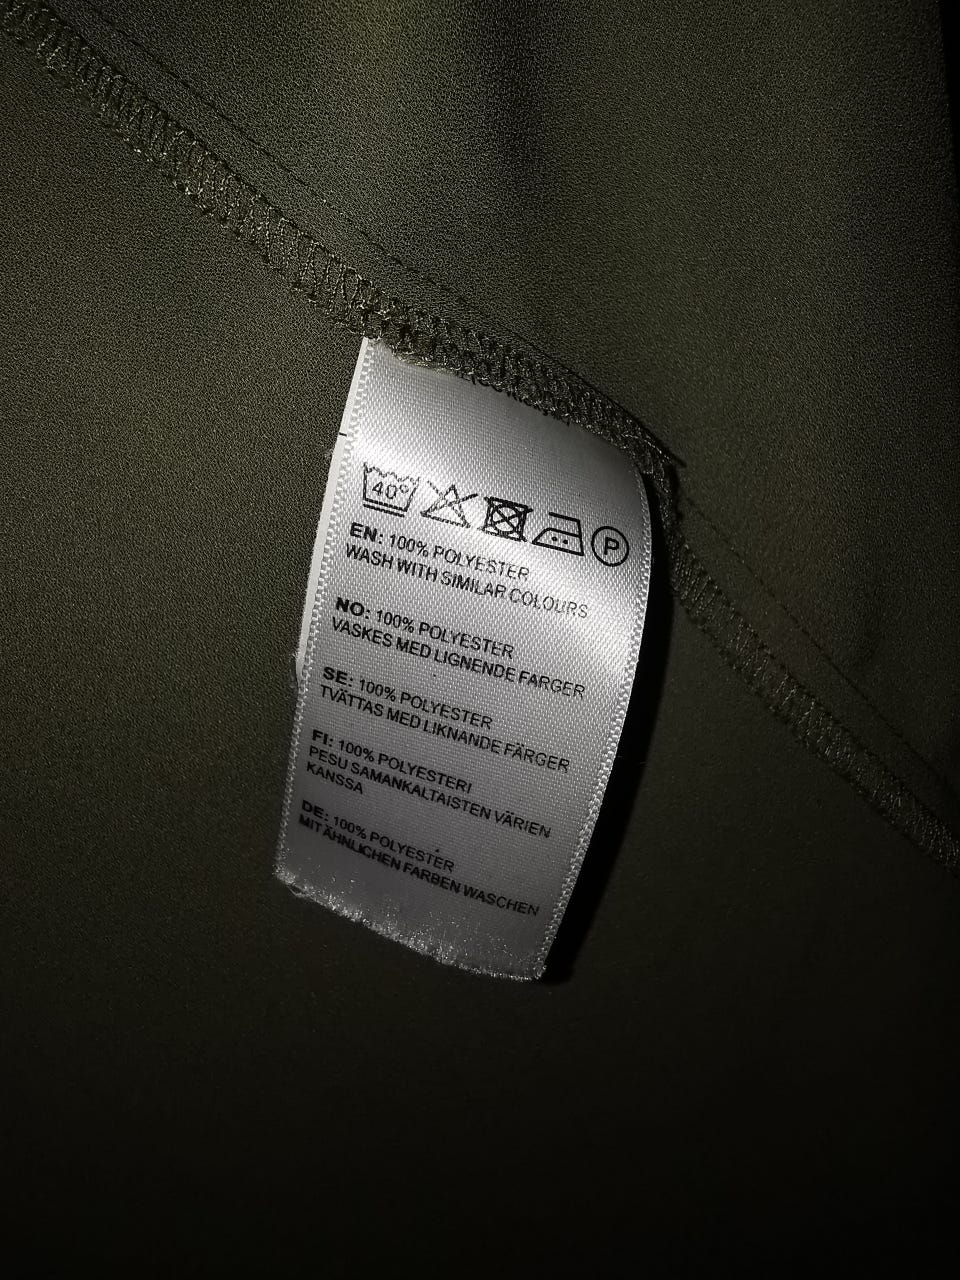 40°
P
EN: 100% POLYESTER
WASH WITH SIMILAR COLOURS
NO: 100% POLYESTER
VASKES MED LIGNENDE FARGER
SE: 100% POLYESTER
TVÄTTAS MED LIKNANDE FÄRGER
FI: 100% POLYESTERI
PESU SAMANKALTAISTEN VÄRIEN
KANSSA
DE: 100% POLYESTER
MIT ÄHNLICHEN FARBEN WASCHEN